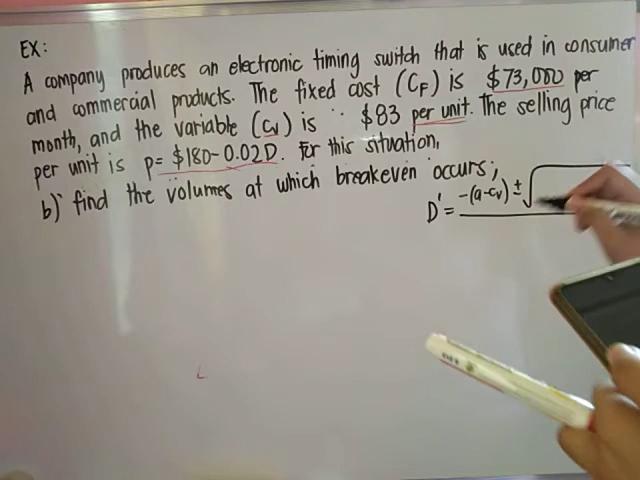 EX:
A company produces an electronic timing switch that is used in consumer
and commercial products. The fixed cost (CF) is $73,000 per
month, and the variable (Cv) is $83 per unit. The selling price
per unit is p= $180-0.02D. For this situation,
b) find the volumes at which breakeven occurs;
D' = -(a-Cv) ± √